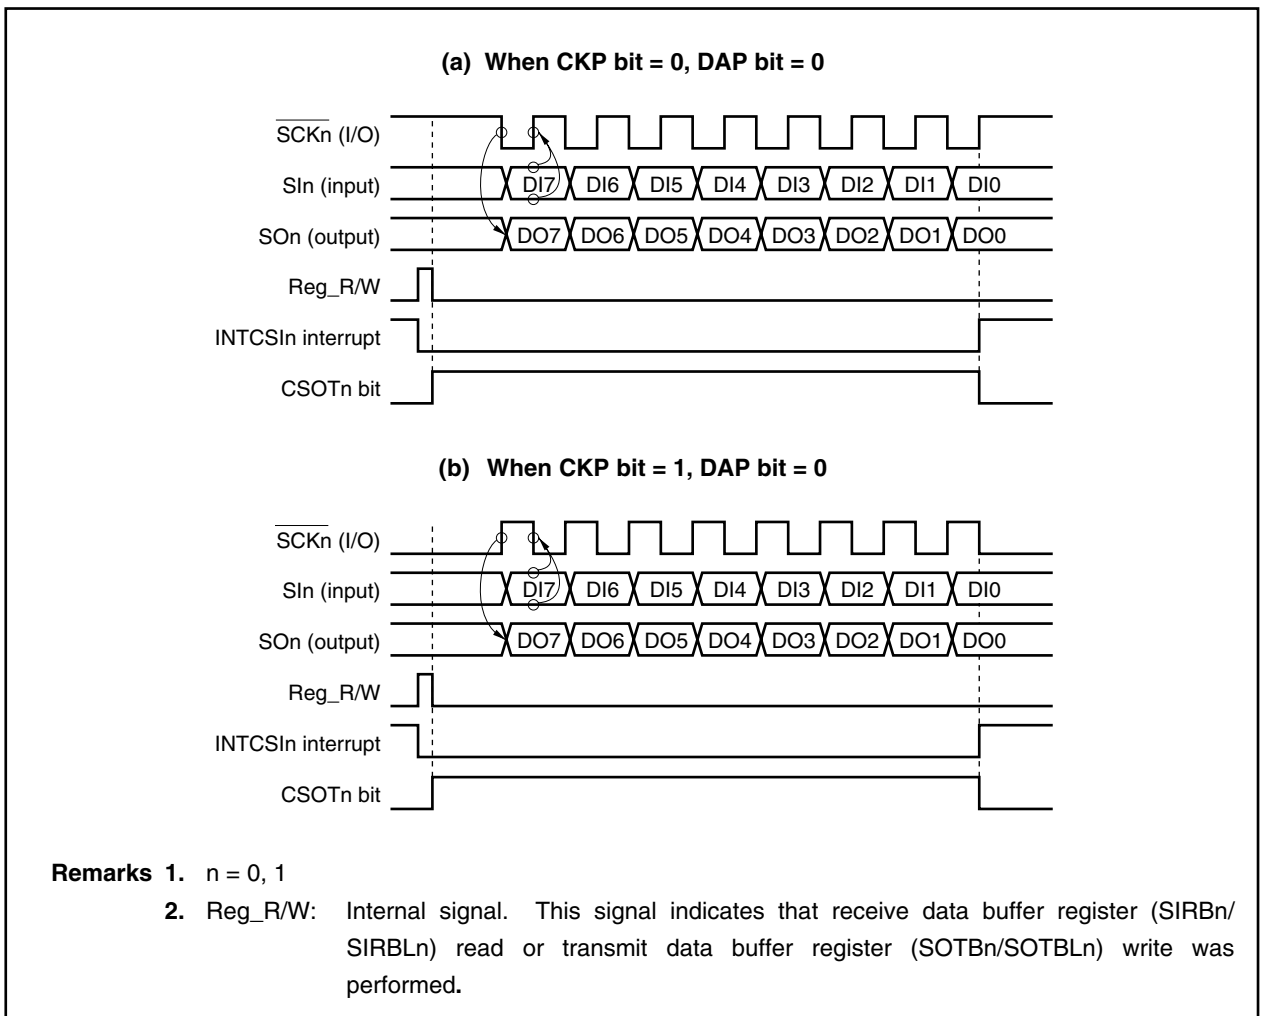 (a) When CKP bit = 0, DAP bit = 0
SCKn (I/O)
SIn (input) DI7 DI6 DI5 DI4 DI3 DI2 DI1 DI0
SOn (output) DO7 DO6 DO5 DO4 DO3 DO2 DO1 DO0
Reg_R/W
INTCSIn interrupt
CSOTn bit
(b) When CKP bit = 1, DAP bit = 0
SCKn (I/O)
SIn (input) DI7 DI6 DI5 DI4 DI3 DI2 DI1 DI0
SOn (output) DO7 DO6 DO5 DO4 DO3 DO2 DO1 DO0
Reg_R/W
INTCSIn interrupt
CSOTn bit
Remarks 1. n = 0, 1
2. Reg_R/W: Internal signal. This signal indicates that receive data buffer register (SIRBn/
SIRBLn) read or transmit data buffer register (SOTBn/SOTBLn) write was
performed.